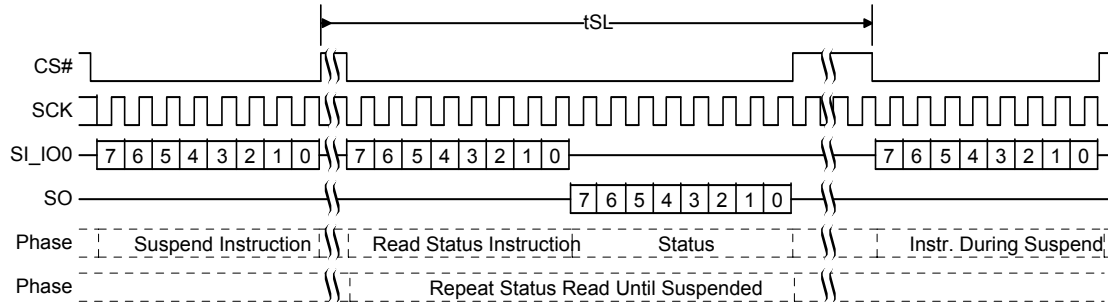 tSL
CS#
SCK
SI_IO0 7 6 5 4 3 2 1 0 7 6 5 4 3 2 1 0 7 6 5 4 3 2 1 0
SO 7 6 5 4 3 2 1 0
Phase Suspend Instruction Read Status Instruction Status Instr. During Suspend
Phase Repeat Status Read Until Suspended